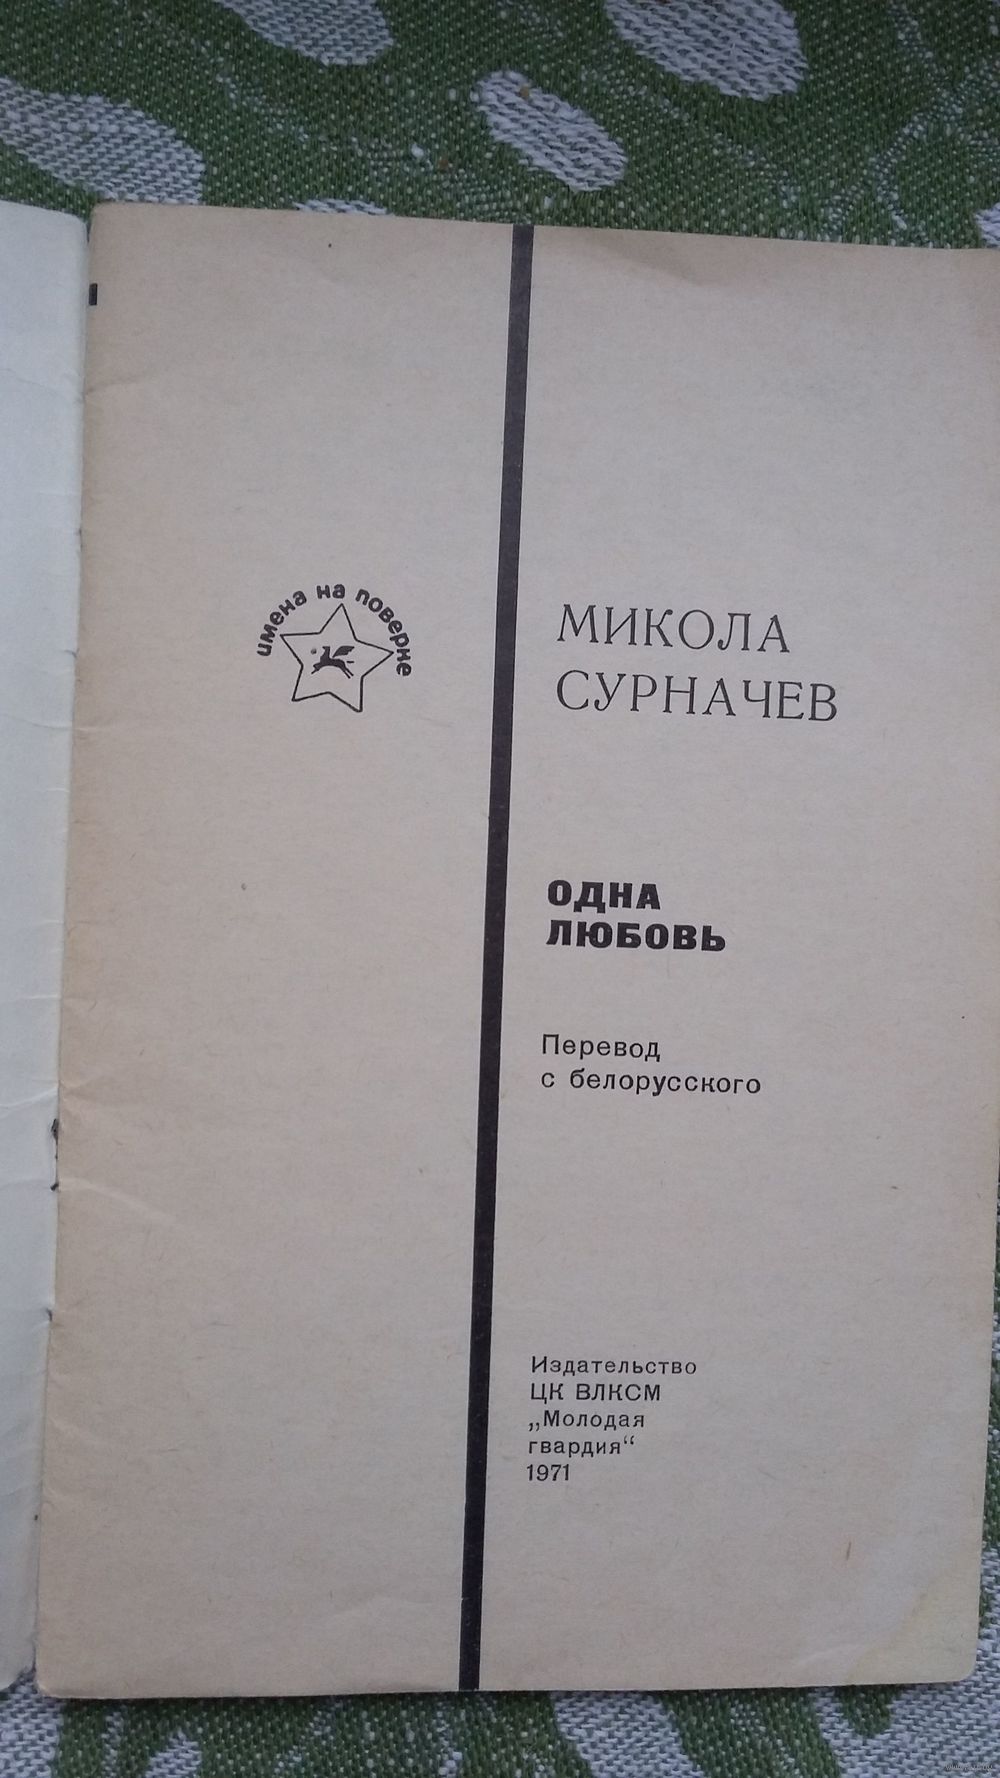 имена на поверке
МИКОЛА
СУРНАЧЕВ
ОДНА
ЛЮБОВЬ
Перевод
с белорусского
Издательство
ЦК ВЛКСМ
„Молодая
гвардия“
1971